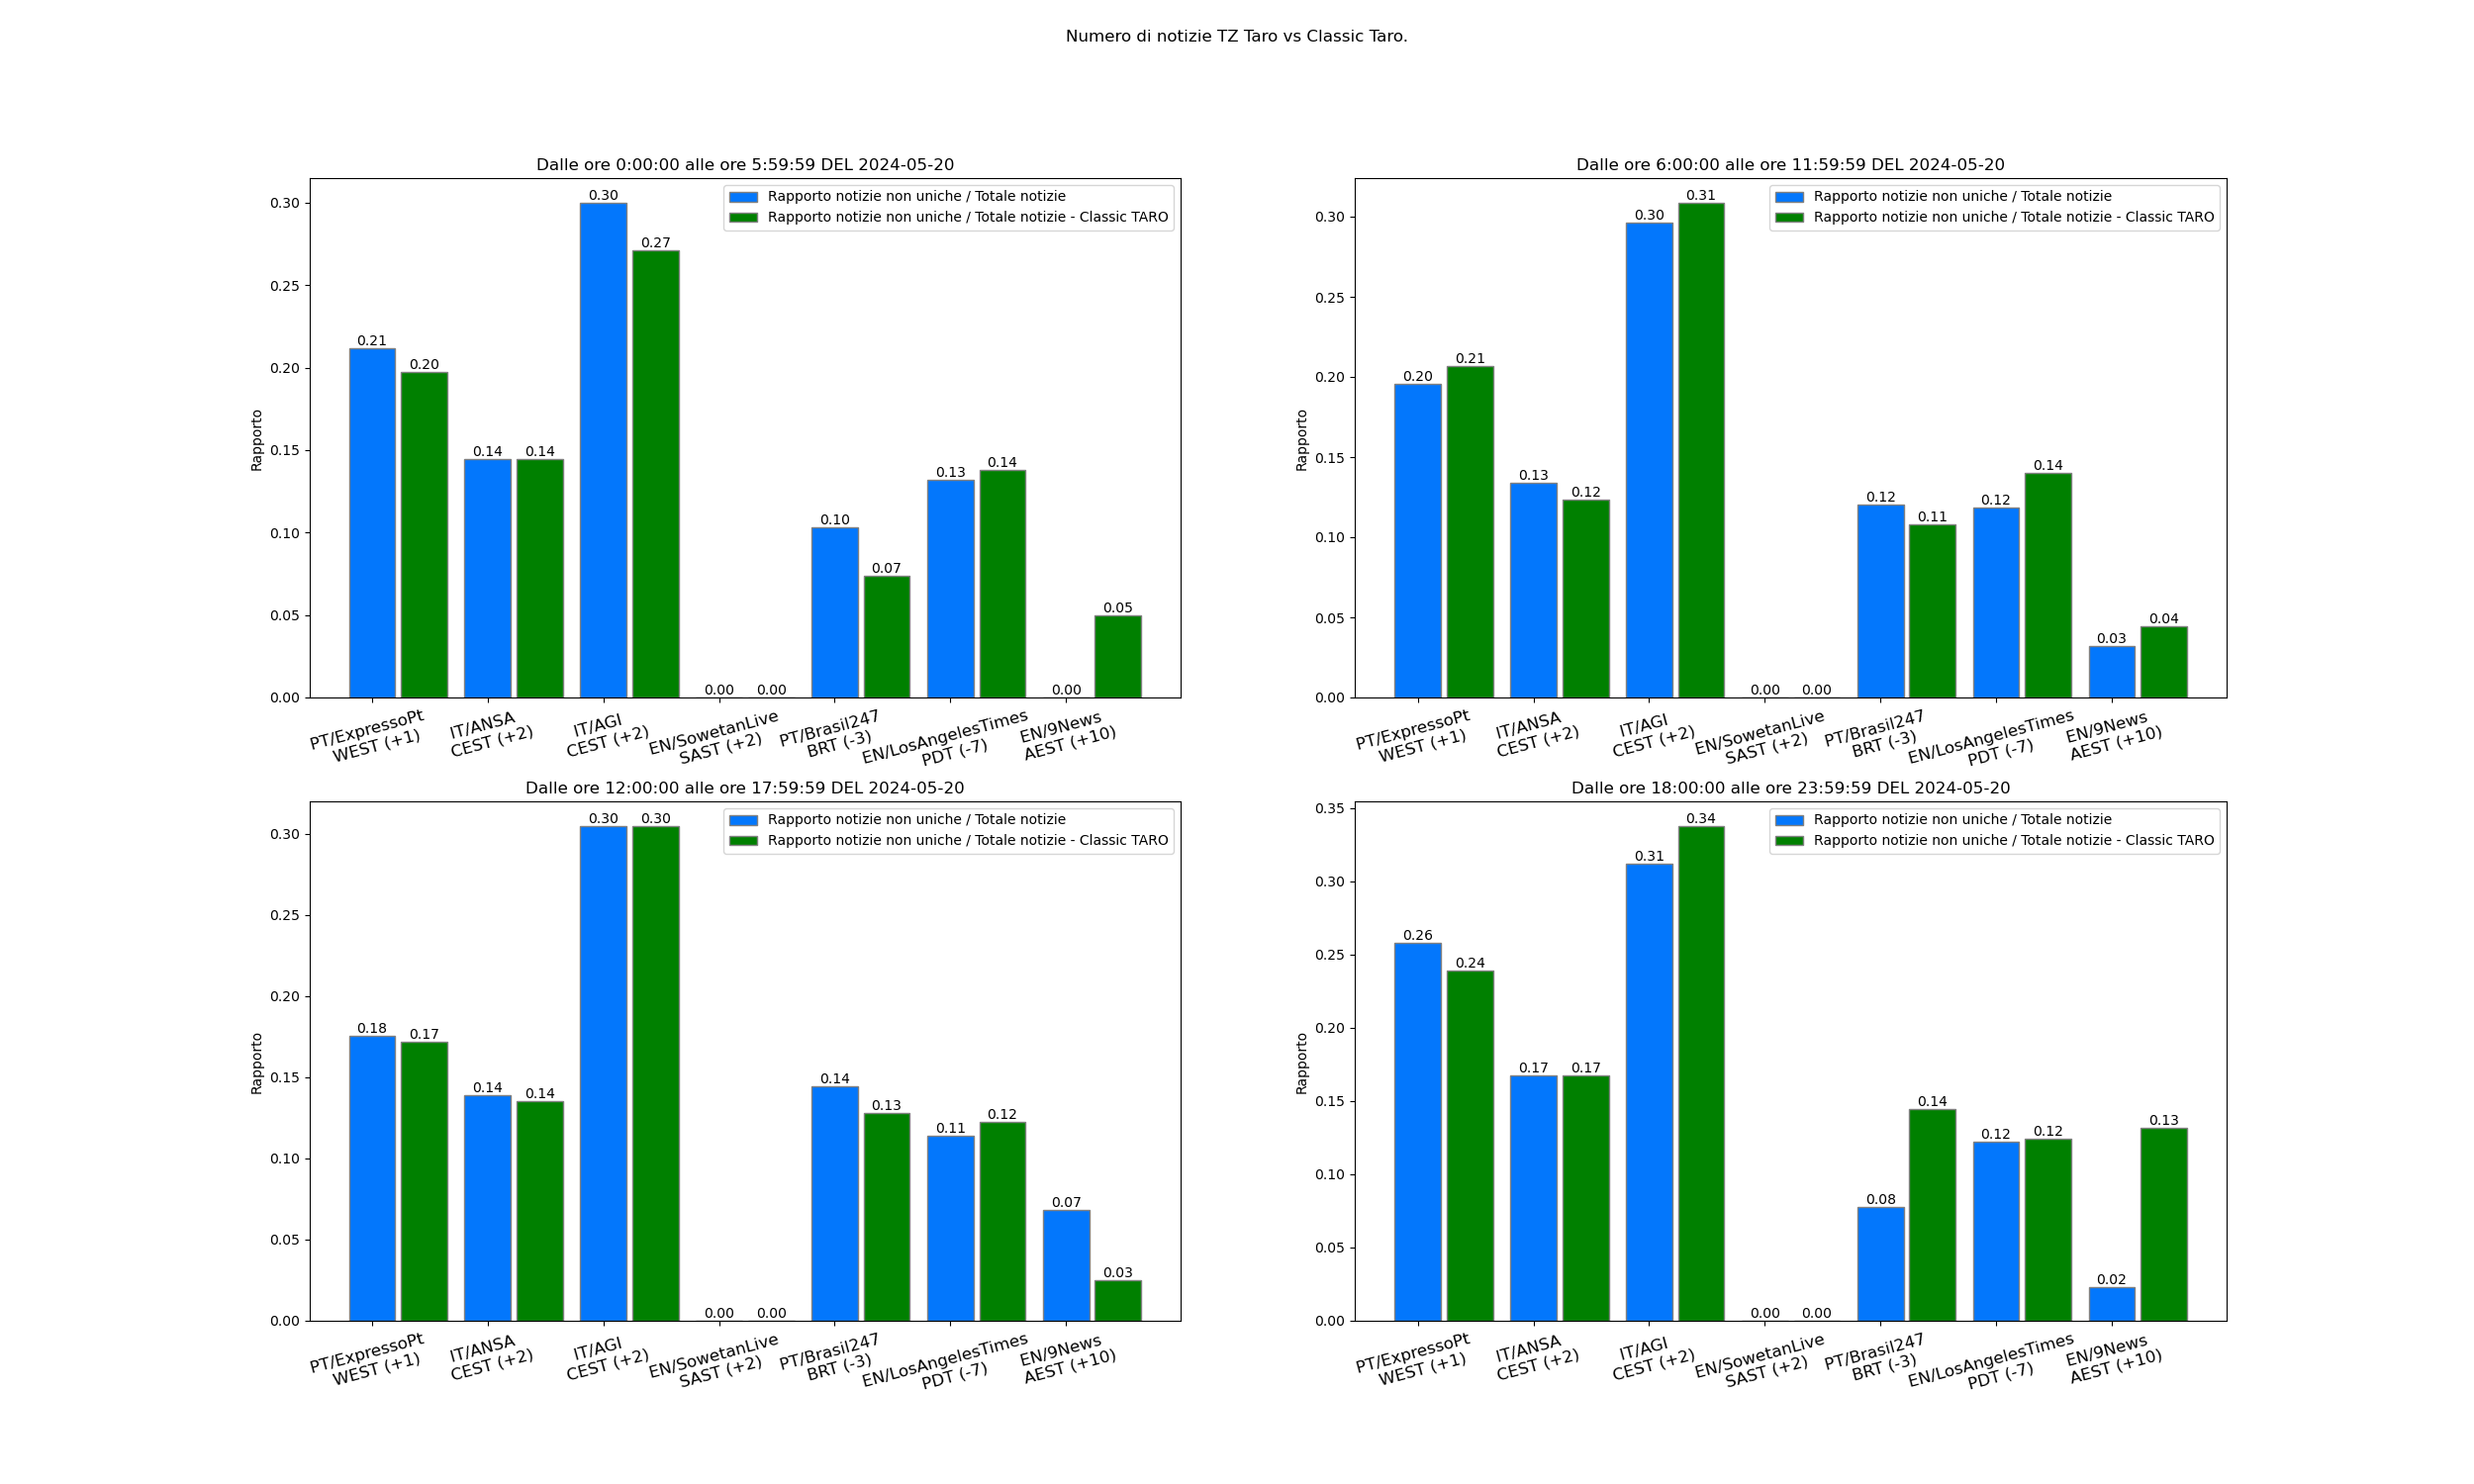 Numero di notizie TZ Taro vs Classic Taro.
Dalle ore 0:00:00 alle ore 5:59:59 DEL 2024-05-20
Rapporto notizie non uniche / Totale notizie
Rapporto notizie non uniche / Totale notizie - Classic TARO
Rapporto
0.30
0.25
0.20
0.15
0.10
0.05
0.00
0.21
0.20
0.14
0.14
0.30
0.27
0.00
0.00
0.10
0.07
0.13
0.14
0.00
0.05
PT/ExpressoPt
WEST (+1)
IT/ANSA
CEST (+2)
IT/AGI
CEST (+2)
EN/SowetanLive
SAST (+2)
PT/Brasil247
BRT (-3)
EN/LosAngelesTimes
PDT (-7)
EN/9News
AEST (+10)
Dalle ore 6:00:00 alle ore 11:59:59 DEL 2024-05-20
Rapporto notizie non uniche / Totale notizie
Rapporto notizie non uniche / Totale notizie - Classic TARO
Rapporto
0.30
0.25
0.20
0.15
0.10
0.05
0.00
0.20
0.21
0.13
0.12
0.30
0.31
0.00
0.00
0.12
0.11
0.12
0.14
0.03
0.04
PT/ExpressoPt
WEST (+1)
IT/ANSA
CEST (+2)
IT/AGI
CEST (+2)
EN/SowetanLive
SAST (+2)
PT/Brasil247
BRT (-3)
EN/LosAngelesTimes
PDT (-7)
EN/9News
AEST (+10)
Dalle ore 12:00:00 alle ore 17:59:59 DEL 2024-05-20
Rapporto notizie non uniche / Totale notizie
Rapporto notizie non uniche / Totale notizie - Classic TARO
Rapporto
0.30
0.25
0.20
0.15
0.10
0.05
0.00
0.18
0.17
0.14
0.14
0.30
0.30
0.00
0.00
0.14
0.13
0.11
0.12
0.07
0.03
PT/ExpressoPt
WEST (+1)
IT/ANSA
CEST (+2)
IT/AGI
CEST (+2)
EN/SowetanLive
SAST (+2)
PT/Brasil247
BRT (-3)
EN/LosAngelesTimes
PDT (-7)
EN/9News
AEST (+10)
Dalle ore 18:00:00 alle ore 23:59:59 DEL 2024-05-20
Rapporto notizie non uniche / Totale notizie
Rapporto notizie non uniche / Totale notizie - Classic TARO
Rapporto
0.35
0.30
0.25
0.20
0.15
0.10
0.05
0.00
0.26
0.24
0.17
0.17
0.31
0.34
0.00
0.00
0.08
0.14
0.12
0.12
0.02
0.13
PT/ExpressoPt
WEST (+1)
IT/ANSA
CEST (+2)
IT/AGI
CEST (+2)
EN/SowetanLive
SAST (+2)
PT/Brasil247
BRT (-3)
EN/LosAngelesTimes
PDT (-7)
EN/9News
AEST (+10)